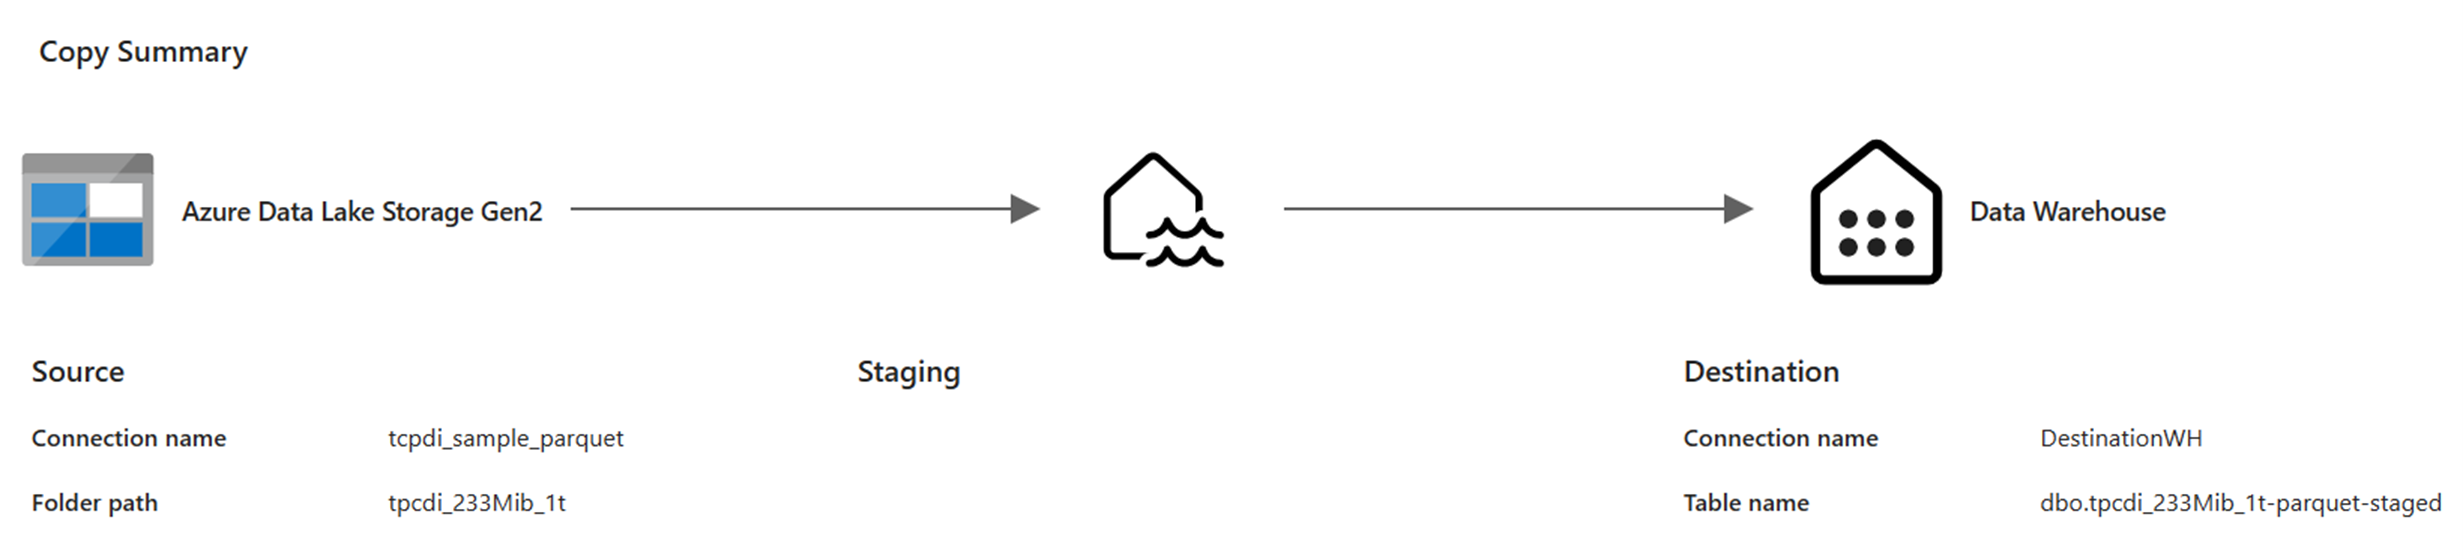 Copy Summary
Azure Data Lake Storage Gen2
Data Warehouse
Source
Connection name tcpdi_sample_parquet
Folder path tpcdi_233Mib_1t
Staging
Destination
Connection name DestinationWH
Table name dbo.tpcdi_233Mib_1t-parquet-staged